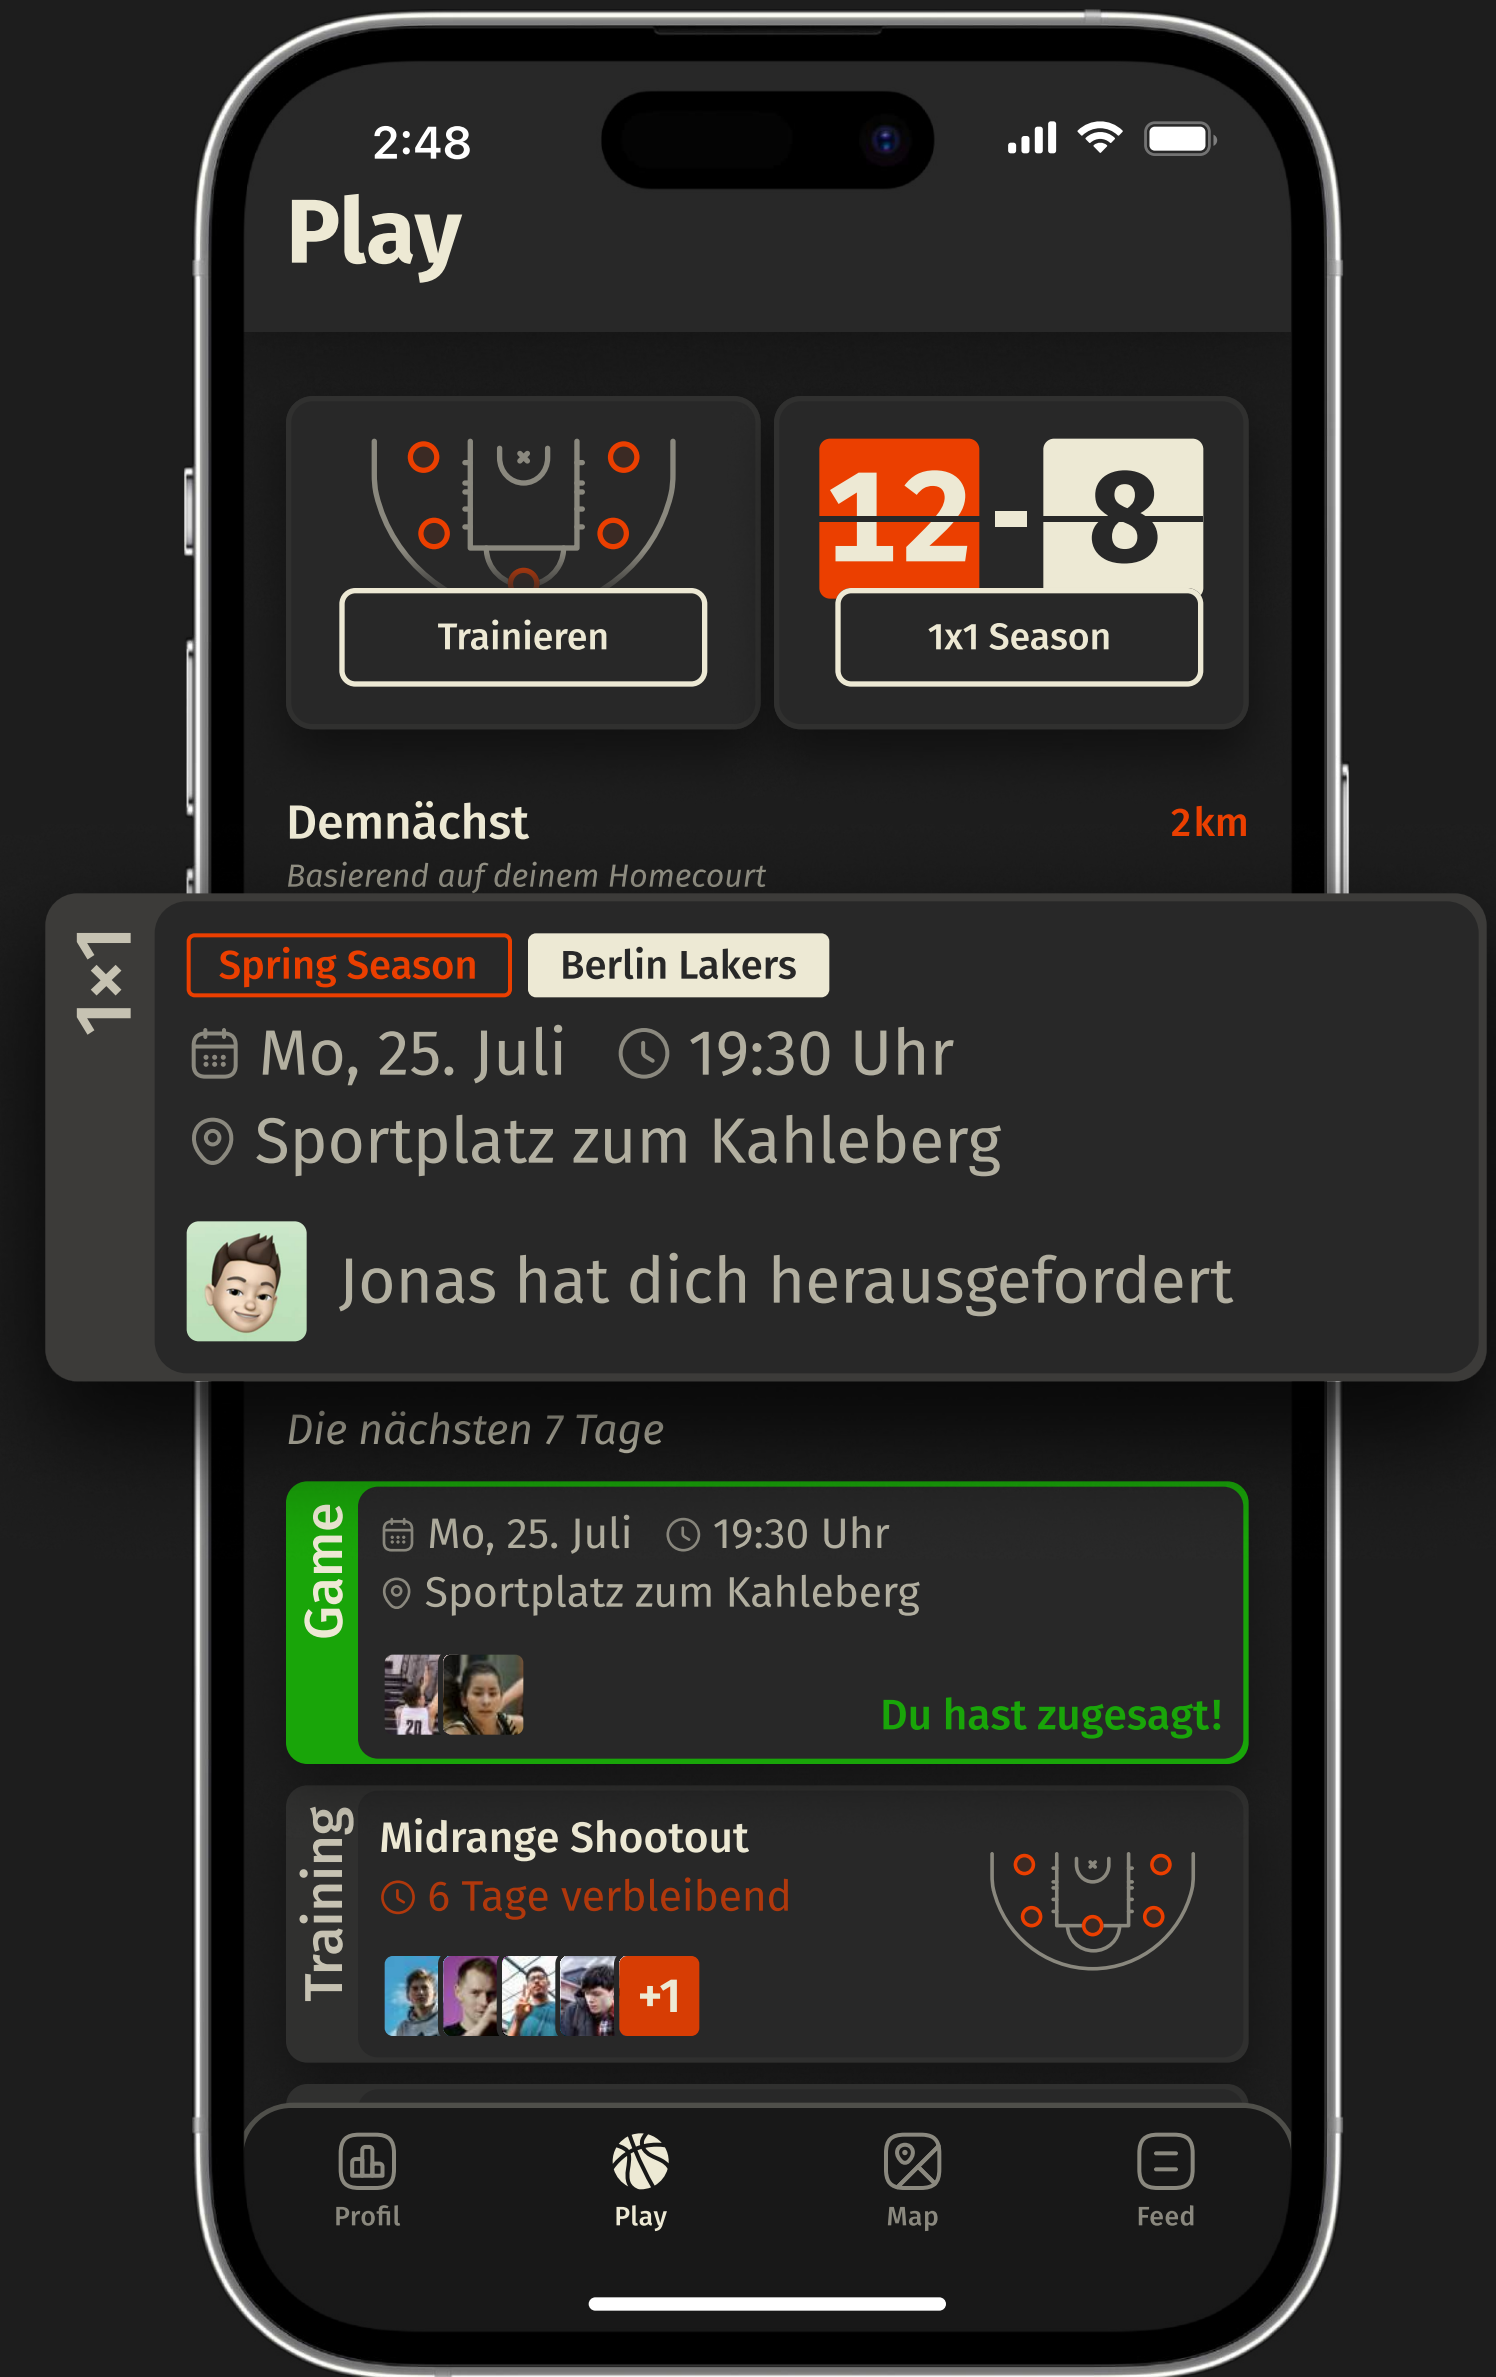 2:48
Play
12 - 8
Trainieren
1x1 Season
Demnächst
2km
Basierend auf deinem Homecourt
1×1
Spring Season
Berlin Lakers
Mo, 25. Juli
19:30 Uhr
Sportplatz zum Kahleberg
Jonas hat dich herausgefordert
Die nächsten 7 Tage
Game
Mo, 25. Juli
19:30 Uhr
Sportplatz zum Kahleberg
20
Du hast zugesagt!
Training
Midrange Shootout
6 Tage verbleibend
+1
Profil
Play
Map
Feed